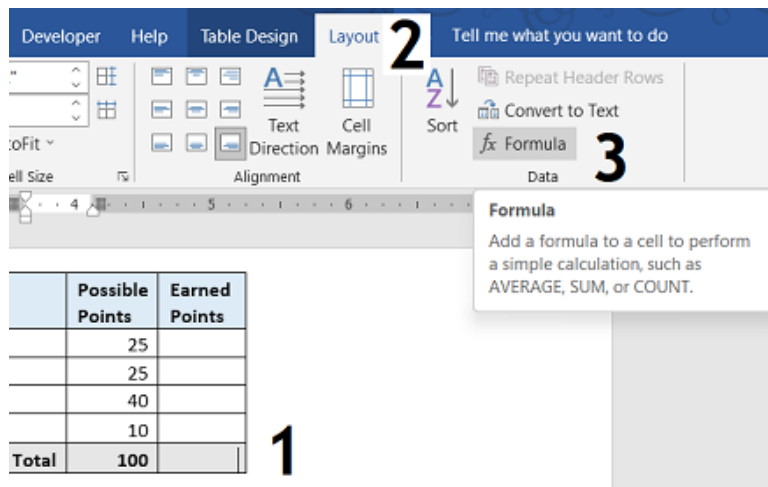 Developer Help Table Design Layout 2 Tell me what you want to do
"
A Z Sort
Repeat Header Rows
Convert to Text
Text Direction
Cell Margins
oFit
fx Formula 3
ell Size Alignment Data
4 5 6
Formula
Add a formula to a cell to perform
a simple calculation, such as
AVERAGE, SUM, or COUNT.
Possible Points Earned Points
25
25
40
10
Total 100
1